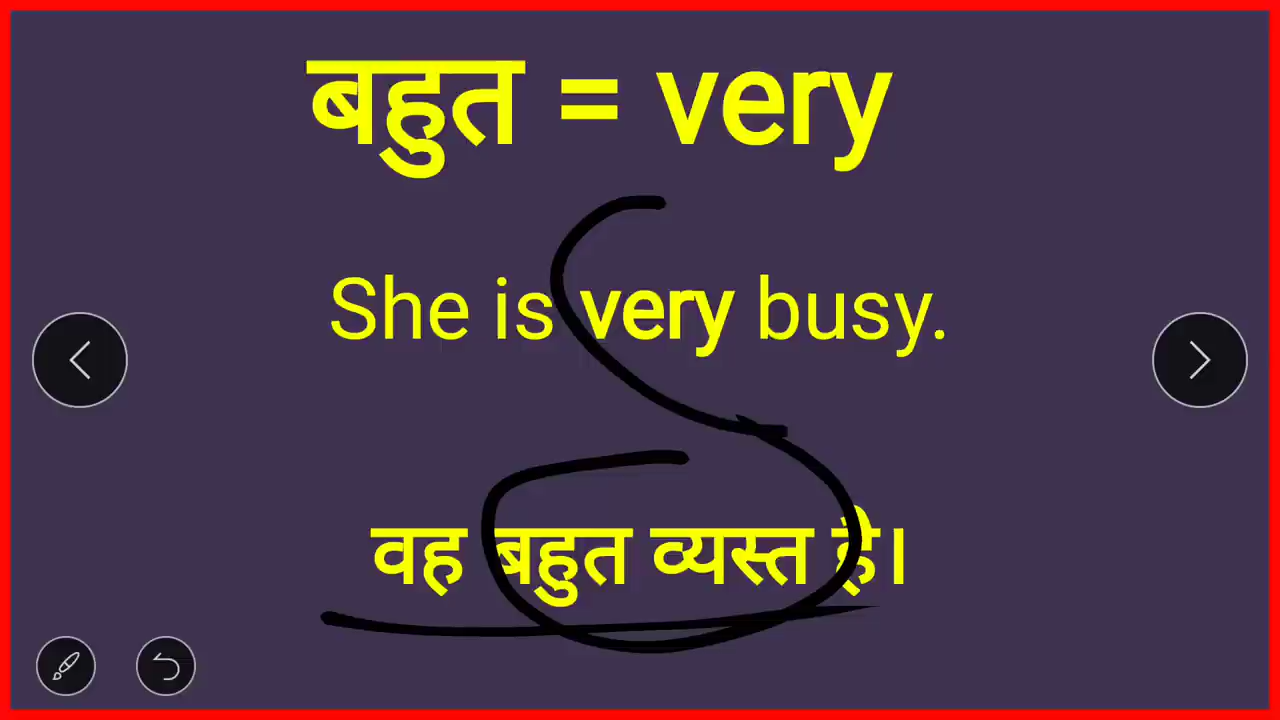 बहुत = very
She is very busy.
वह बहुत व्यस्त है।